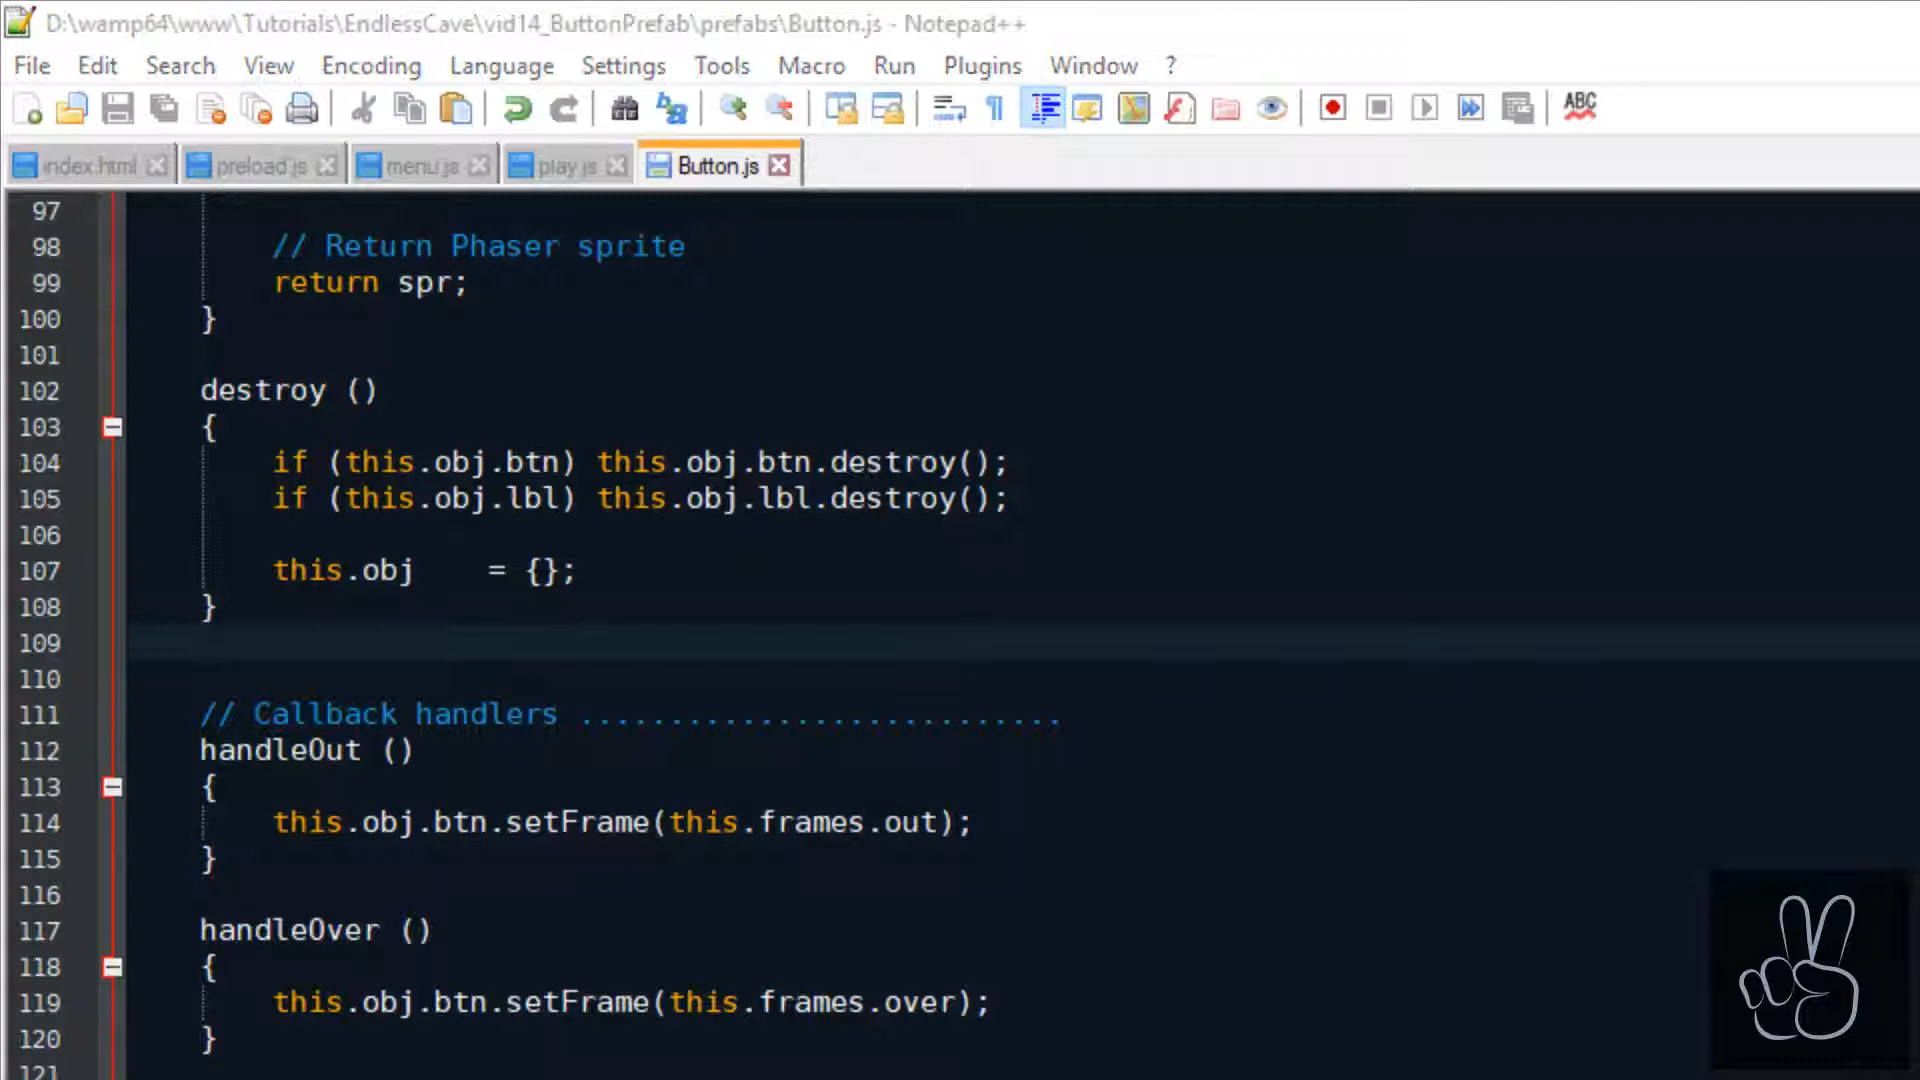 D:\wamp64\www\Tutorials\EndlessCave\vid14_ButtonPrefab\prefabs\Button.js - Notepad++
File Edit Search View Encoding Language Settings Tools Macro Run Plugins Window ?
ABC
index.html preload.js menu.js play.js Button.js
97
98 // Return Phaser sprite
99 return spr;
100 }
101
102 destroy ()
103 {
104 if (this.obj.btn) this.obj.btn.destroy();
105 if (this.obj.lbl) this.obj.lbl.destroy();
106
107 this.obj = {};
108 }
109
110
111 // Callback handlers ...........................
112 handleOut ()
113 {
114 this.obj.btn.setFrame(this.frames.out);
115 }
116
117 handleOver ()
118 {
119 this.obj.btn.setFrame(this.frames.over);
120 }
121